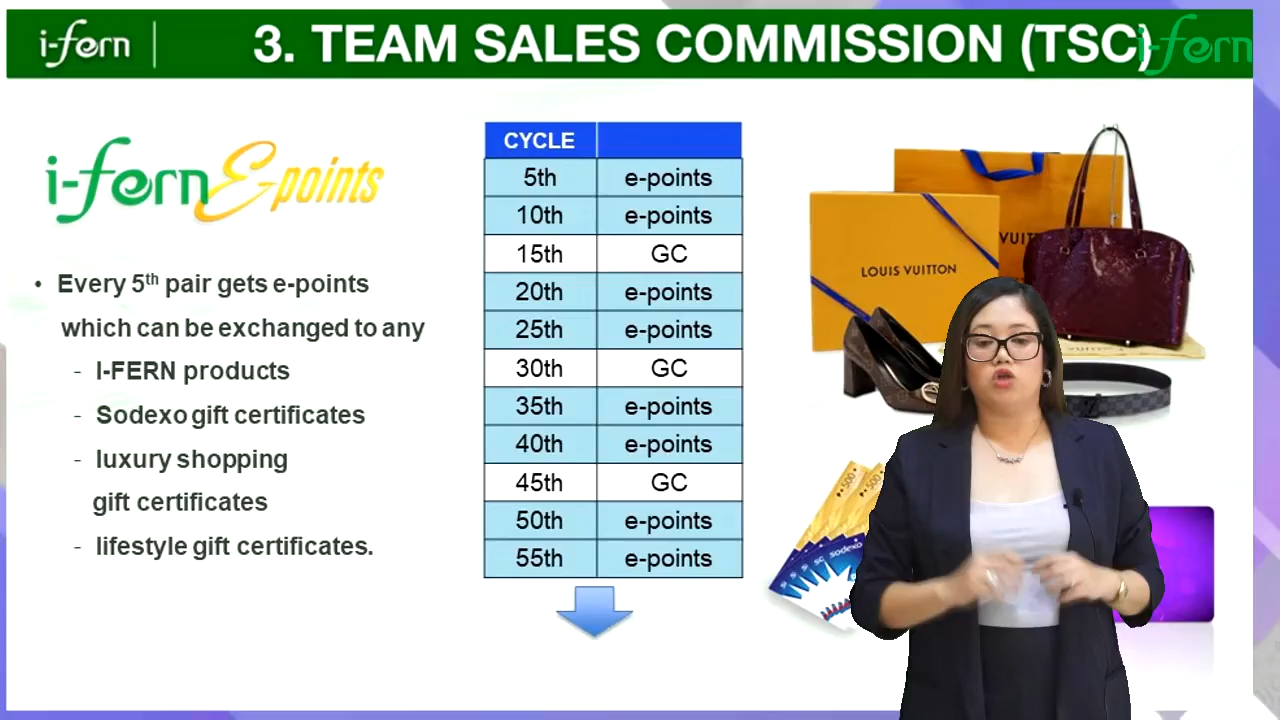 i-fern
3. TEAM SALES COMMISSION (TSC)
i-fern
i-fern E-points
• Every 5th pair gets e-points
which can be exchanged to any
- I-FERN products
- Sodexo gift certificates
- luxury shopping
gift certificates
- lifestyle gift certificates.
CYCLE
5th e-points
10th e-points
15th GC
20th e-points
25th e-points
30th GC
35th e-points
40th e-points
45th GC
50th e-points
55th e-points
VUIT
LOUIS VUITTON
500
500
sodexo